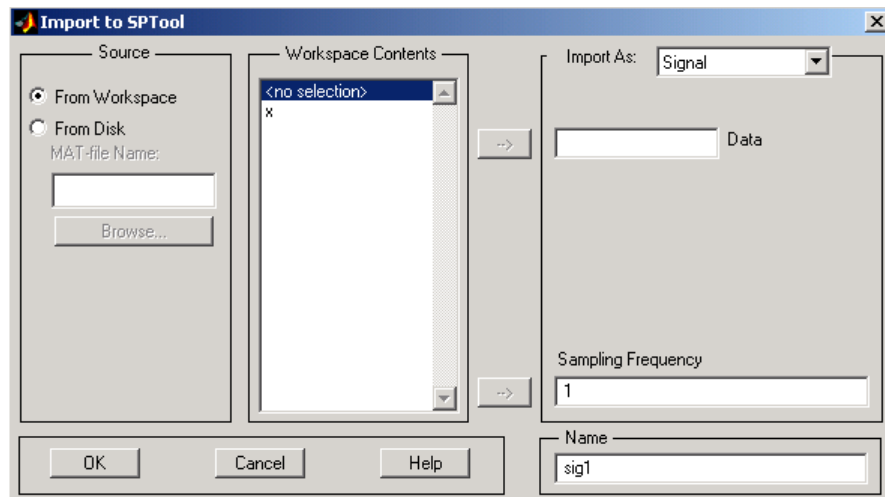 Import to SPTool
Source
From Workspace
From Disk
MAT-file Name:
Browse...
Workspace Contents
<no selection>
x
-->
-->
Import As:
Signal
Data
Sampling Frequency
1
Name
sig1
OK
Cancel
Help